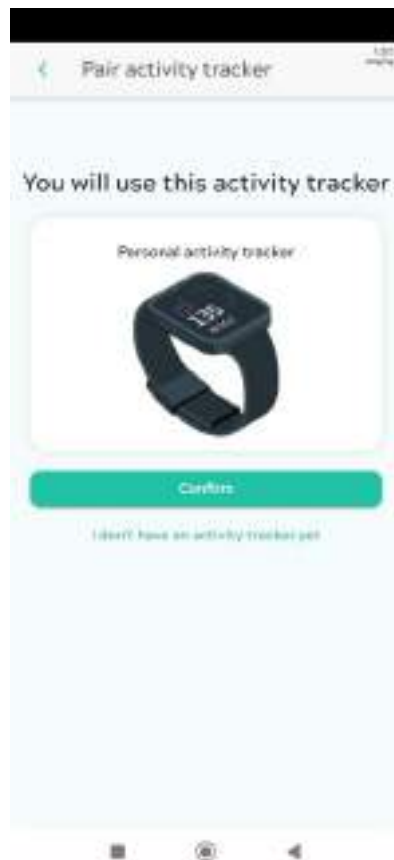 Pair activity tracker
You will use this activity tracker
Personal activity tracker
Confirm
I don't have an activity tracker yet